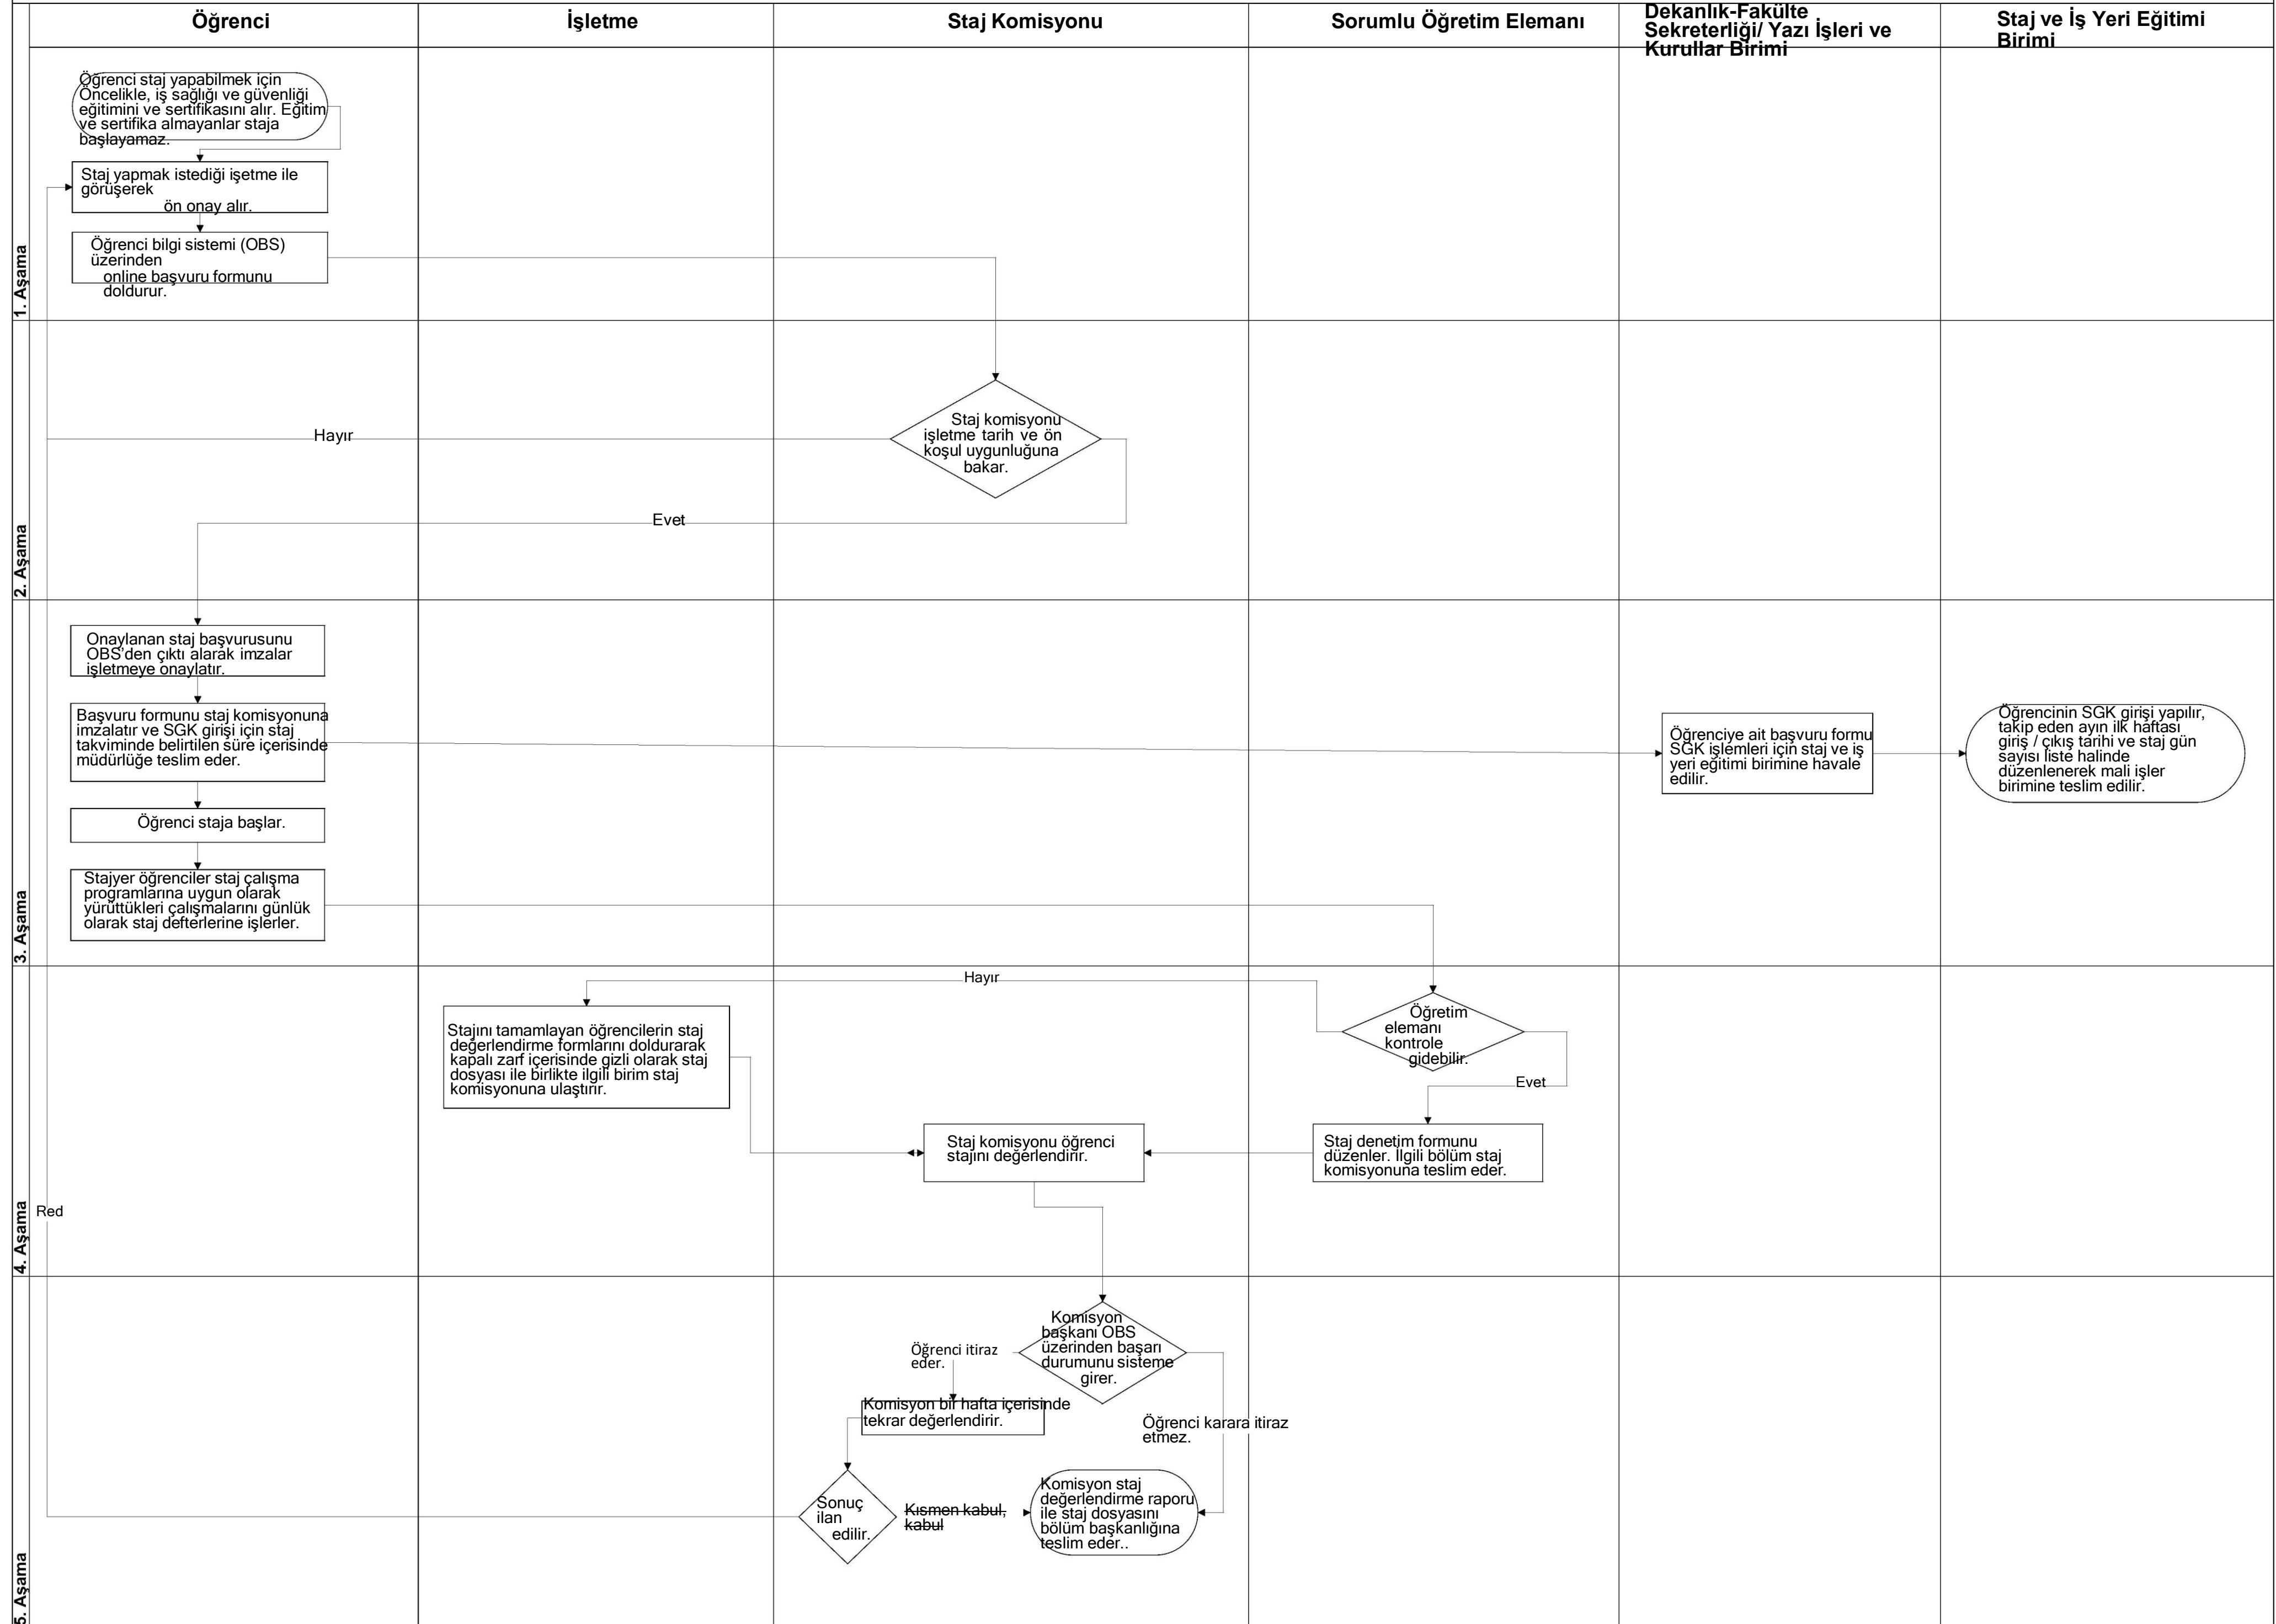 Öğrenci
İşletme
Staj Komisyonu
Sorumlu Öğretim Elemanı
Dekanlık-Fakülte
Sekreterliği/ Yazı İşleri ve
Kurullar Birimi
Staj ve İş Yeri Eğitimi
Birimi
1. Aşama
Öğrenci staj yapabilmek için
Öncelikle, iş sağlığı ve güvenliği
eğitimini ve sertifikasını alır. Eğitim
ve sertifika almayanlar staja
başlayamaz.
Staj yapmak istediği işetme ile
görüşerek
ön onay alır.
Öğrenci bilgi sistemi (OBS)
üzerinden
online başvuru formunu
doldurur.
2. Aşama
Staj komisyonu
işletme tarih ve ön
koşul uygunluğuna
bakar.
Hayır
Evet
3. Aşama
Onaylanan staj başvurusunu
OBS'den çıktı alarak imzalar
işletmeye onaylatır.
Başvuru formunu staj komisyonuna
imzalatır ve SGK girişi için staj
takviminde belirtilen süre içerisinde
müdürlüğe teslim eder.
Öğrenciye ait başvuru formu
SGK işlemleri için staj ve iş
yeri eğitimi birimine havale
edilir.
Öğrencinin SGK girişi yapılır,
takip eden ayın ilk haftası
giriş / çıkış tarihi ve staj gün
sayısı liste halinde
düzenlenerek mali işler
birimine teslim edilir.
Öğrenci staja başlar.
Stajyer öğrenciler staj çalışma
programlarına uygun olarak
yürüttükleri çalışmalarını günlük
olarak staj defterlerine işlerler.
4. Aşama
Hayır
Öğretim
elemanı
kontrole
gidebilir.
Evet
Stajını tamamlayan öğrencilerin staj
değerlendirme formlarını doldurarak
kapalı zarf içerisinde gizli olarak staj
dosyası ile birlikte ilgili birim staj
komisyonuna ulaştırır.
Staj komisyonu öğrenci
stajını değerlendirir.
Staj denetim formunu
düzenler. İlgili bölüm staj
komisyonuna teslim eder.
Red
5. Aşama
Komisyon
başkanı OBS
üzerinden başarı
durumunu sisteme
girer.
Öğrenci itiraz
eder.
Komisyon bir hafta içerisinde
tekrar değerlendirir.
Öğrenci karara itiraz
etmez.
Sonuç
ilan
edilir.
Kısmen kabul,
kabul
Komisyon staj
değerlendirme raporu
ile staj dosyasını
bölüm başkanlığına
teslim eder..